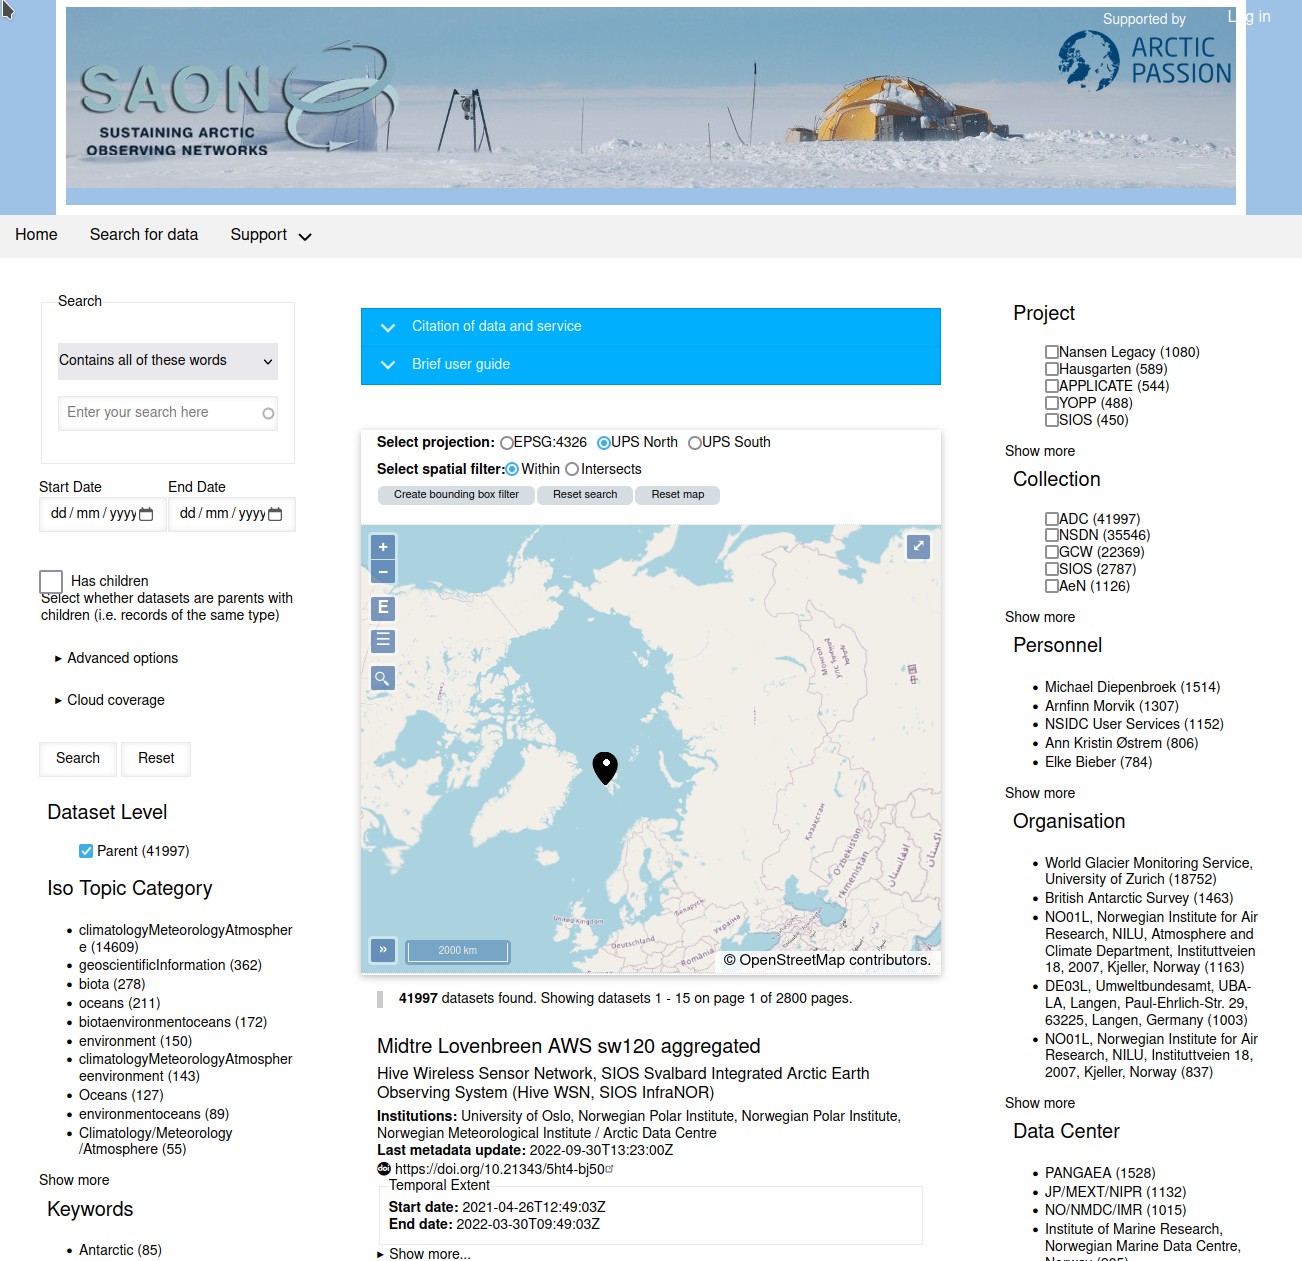 Supported by
Log in
ARCTIC
PASSION
SAON
SUSTAINING ARCTIC
OBSERVING NETWORKS
Home
Search for data
Support
Search
Contains all of these words
Enter your search here
Start Date
End Date
dd / mm / yyyy
dd / mm / yyyy
Has children
Select whether datasets are parents with
children (i.e. records of the same type)
Advanced options
Cloud coverage
Search
Reset
Dataset Level
Parent (41997)
Iso Topic Category
climatologyMeteorologyAtmospher
e (14609)
geoscientificInformation (362)
biota (278)
oceans (211)
biotaenvironmentoceans (172)
environment (150)
climatologyMeteorologyAtmospher
eenvironment (143)
Oceans (127)
environmentoceans (89)
Climatology/Meteorology
/Atmosphere (55)
Show more
Keywords
Antarctic (85)
Citation of data and service
Brief user guide
Select projection: EPSG:4326 UPS North UPS South
Select spatial filter: Within Intersects
Create bounding box filter
Reset search
Reset map
+
−
E
»
2000 km
United Kingdom
Deutschland
Беларусь
Україна
România
Қазақстан
O'zbekiston
افغانستان
中国
© OpenStreetMap contributors.
41997 datasets found. Showing datasets 1 - 15 on page 1 of 2800 pages.
Midtre Lovenbreen AWS sw120 aggregated
Hive Wireless Sensor Network, SIOS Svalbard Integrated Arctic Earth
Observing System (Hive WSN, SIOS InfraNOR)
Institutions: University of Oslo, Norwegian Polar Institute, Norwegian Polar Institute,
Norwegian Meteorological Institute / Arctic Data Centre
Last metadata update: 2022-09-30T13:23:00Z
doi https://doi.org/10.21343/5ht4-bj50
Temporal Extent
Start date: 2021-04-26T12:49:03Z
End date: 2022-03-30T09:49:03Z
Show more...
Project
Nansen Legacy (1080)
Hausgarten (589)
APPLICATE (544)
YOPP (488)
SIOS (450)
Show more
Collection
ADC (41997)
NSDN (35546)
GCW (22369)
SIOS (2787)
AeN (1126)
Show more
Personnel
Michael Diepenbroek (1514)
Arnfinn Morvik (1307)
NSIDC User Services (1152)
Ann Kristin Østrem (806)
Elke Bieber (784)
Show more
Organisation
World Glacier Monitoring Service,
University of Zurich (18752)
British Antarctic Survey (1463)
NO01L, Norwegian Institute for Air
Research, NILU, Atmosphere and
Climate Department, Instituttveien
18, 2007, Kjeller, Norway (1163)
DE03L, Umweltbundesamt, UBA-
LA, Langen, Paul-Ehrlich-Str. 29,
63225, Langen, Germany (1003)
NO01L, Norwegian Institute for Air
Research, NILU, Instituttveien 18,
2007, Kjeller, Norway (837)
Show more
Data Center
PANGAEA (1528)
JP/MEXT/NIPR (1132)
NO/NMDC/IMR (1015)
Institute of Marine Research,
Norwegian Marine Data Centre,